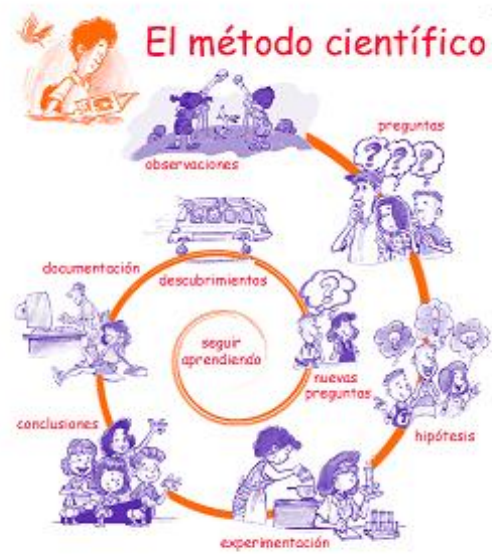 El método científico
observaciones
preguntas
hipótesis
experimentación
conclusiones
documentación
descubrimientos
nuevas
preguntas
seguir
aprendiendo